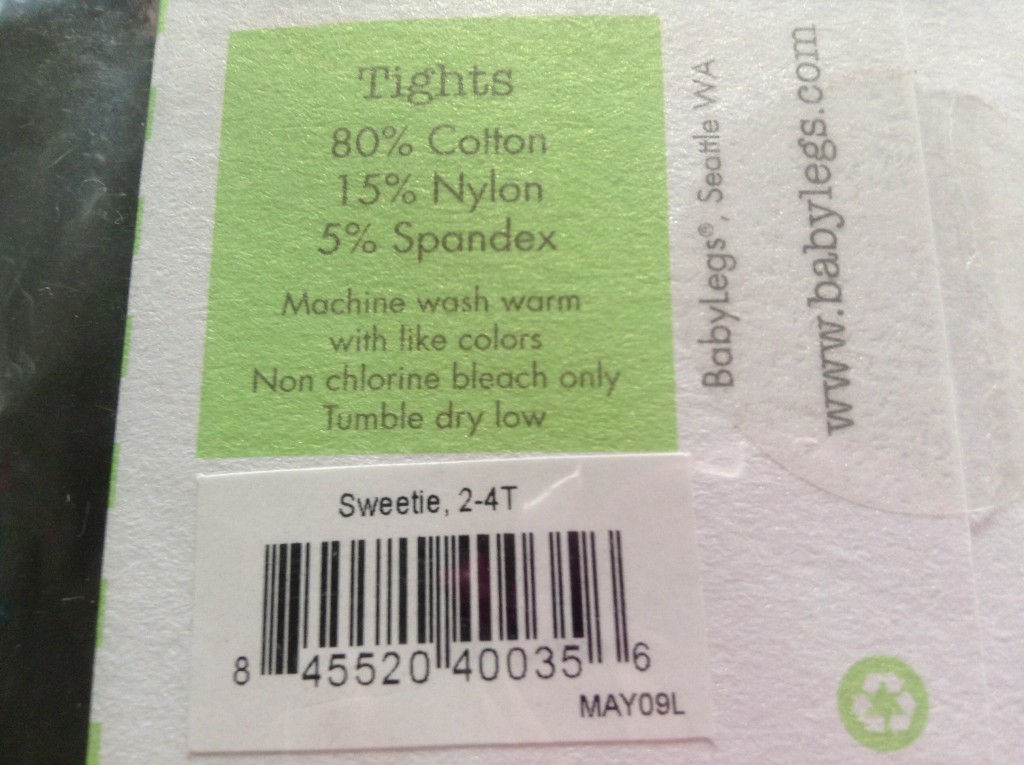 Tights
80% Cotton
15% Nylon
5% Spandex
Machine wash warm
with like colors
Non chlorine bleach only
Tumble dry low
BabyLegs®, Seattle WA
www.babylegs.com
Sweetie, 2-4T
8 45520 40035 6
MAY09L